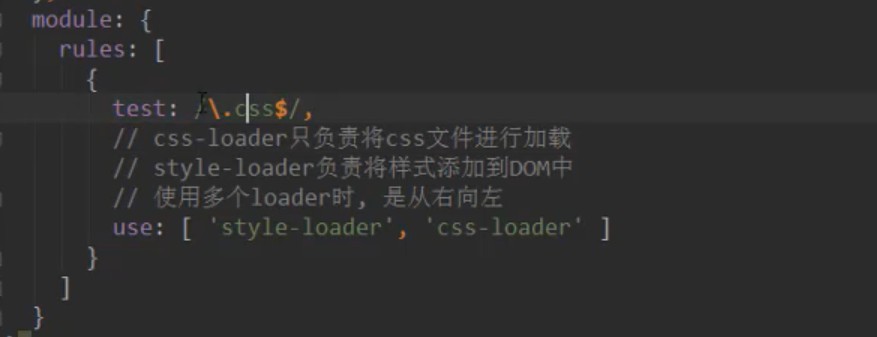 module: {
rules: [
{
test: /\.css$/,
// css-loader只负责将css文件进行加载
// style-loader负责将样式添加到DOM中
// 使用多个loader时, 是从右向左
use: [ 'style-loader', 'css-loader' ]
}
]
}